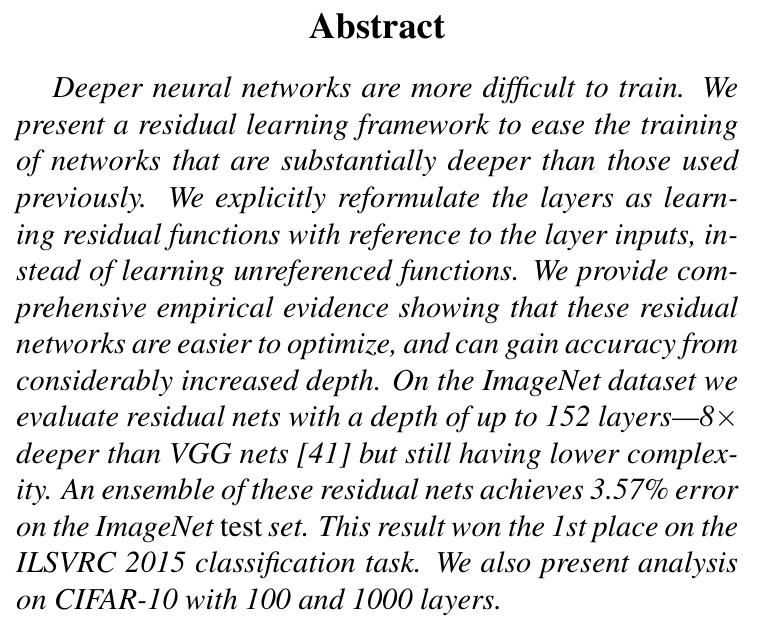 Abstract
Deeper neural networks are more difficult to train. We
present a residual learning framework to ease the training
of networks that are substantially deeper than those used
previously. We explicitly reformulate the layers as learn-
ing residual functions with reference to the layer inputs, in-
stead of learning unreferenced functions. We provide com-
prehensive empirical evidence showing that these residual
networks are easier to optimize, and can gain accuracy from
considerably increased depth. On the ImageNet dataset we
evaluate residual nets with a depth of up to 152 layers—8×
deeper than VGG nets [41] but still having lower complex-
ity. An ensemble of these residual nets achieves 3.57% error
on the ImageNet test set. This result won the 1st place on the
ILSVRC 2015 classification task. We also present analysis
on CIFAR-10 with 100 and 1000 layers.